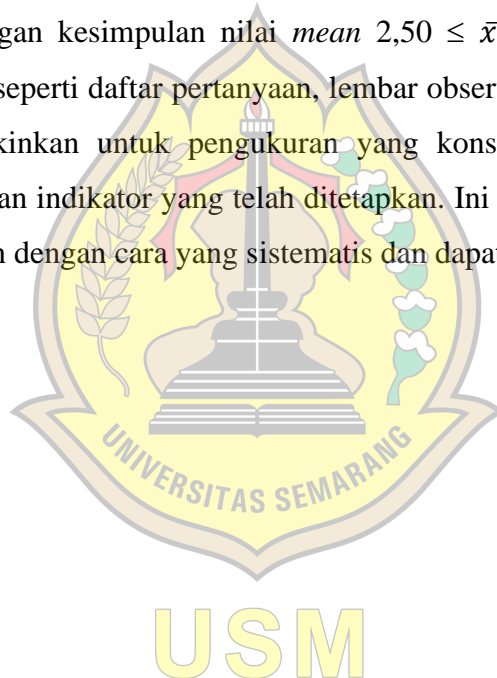 gan kesimpulan nilai mean 2,50 ≤ x̄
seperti daftar pertanyaan, lembar obser
kinkan untuk pengukuran yang kons
an indikator yang telah ditetapkan. Ini
n dengan cara yang sistematis dan dapat
UNIVERSITAS SEMARANG
USM